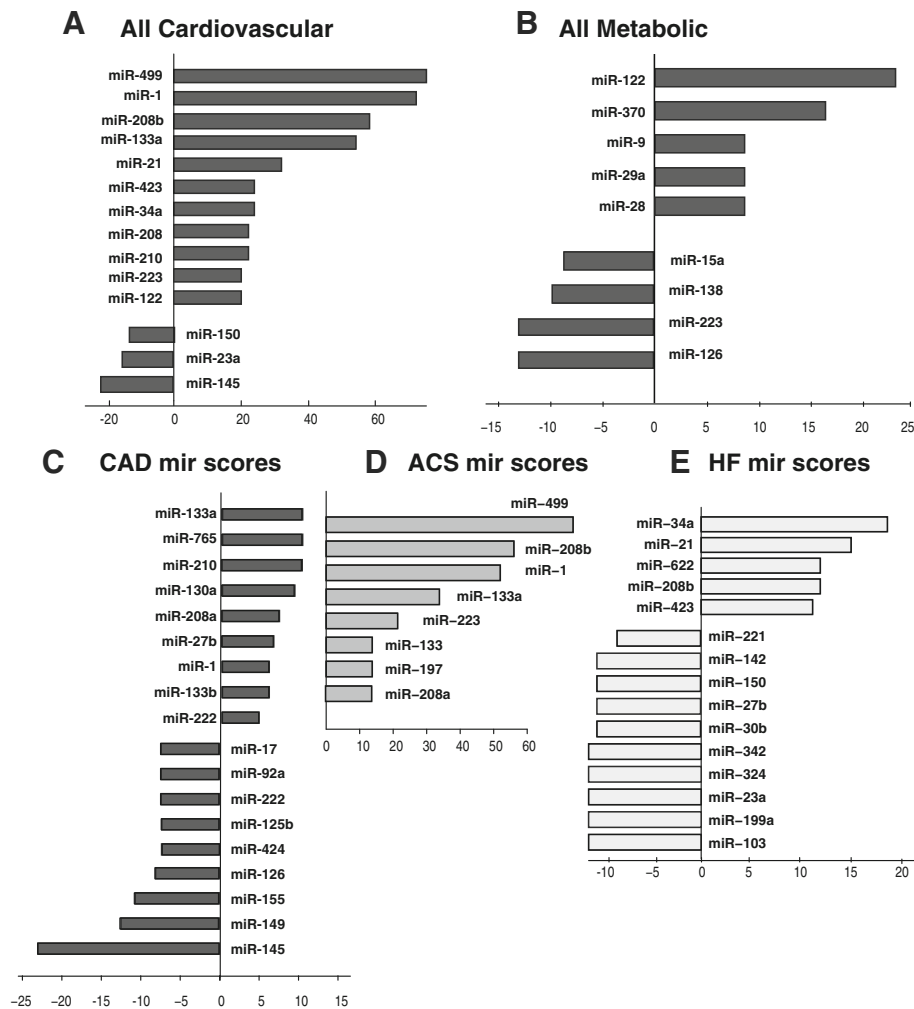 A All Cardiovascular
miR-499
miR-1
miR-208b
miR-133a
miR-21
miR-423
miR-34a
miR-208
miR-210
miR-223
miR-122
miR-150
miR-23a
miR-145
-20 0 20 40 60
B All Metabolic
miR-122
miR-370
miR-9
miR-29a
miR-28
miR-15a
miR-138
miR-223
miR-126
−15 −10 −5 0 5 10 15 20 25
C CAD mir scores
miR-133a
miR-765
miR-210
miR-130a
miR-208a
miR-27b
miR-1
miR-133b
miR-222
miR-17
miR-92a
miR-222
miR-125b
miR-424
miR-126
miR-155
miR-149
miR-145
−25 −20 −15 -10 −5 0 5 10 15
D ACS mir scores
miR−499
miR−208b
miR−1
miR−133a
miR−223
miR−133
miR−197
miR−208a
0 10 20 30 40 50 60
E HF mir scores
miR−34a
miR−21
miR−622
miR−208b
miR−423
miR−221
miR−142
miR−150
miR−27b
miR−30b
miR−342
miR−324
miR−23a
miR−199a
miR−103
-10 −5 0 5 10 15 20